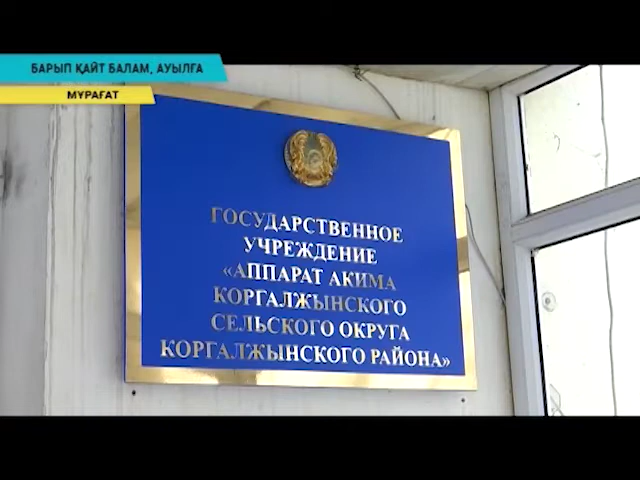 БАРЫП ҚАЙТ БАЛАМ, АУЫЛҒА
МҰРАҒАТ
ГОСУДАРСТВЕННОЕ
УЧРЕЖДЕНИЕ
«АППАРАТ АКИМА
КОРГАЛЖЫНСКОГО
СЕЛЬСКОГО ОКРУГА
КОРГАЛЖЫНСКОГО РАЙОНА»